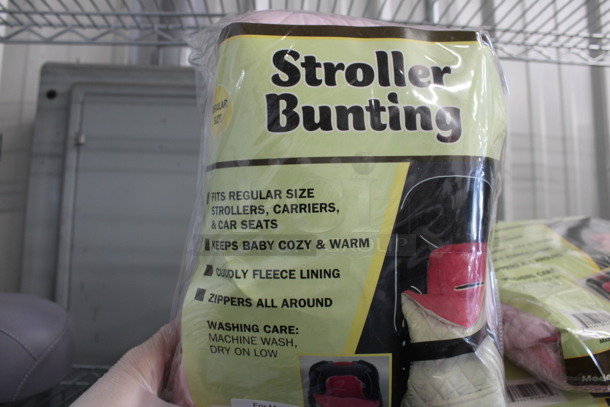 Stroller
Bunting
SIZE
FITS REGULAR SIZE
STROLLERS, CARRIERS,
& CAR SEATS
KEEPS BABY COZY & WARM
CUDDLY FLEECE LINING
ZIPPERS ALL AROUND
WASHING CARE:
MACHINE WASH,
DRY ON LOW